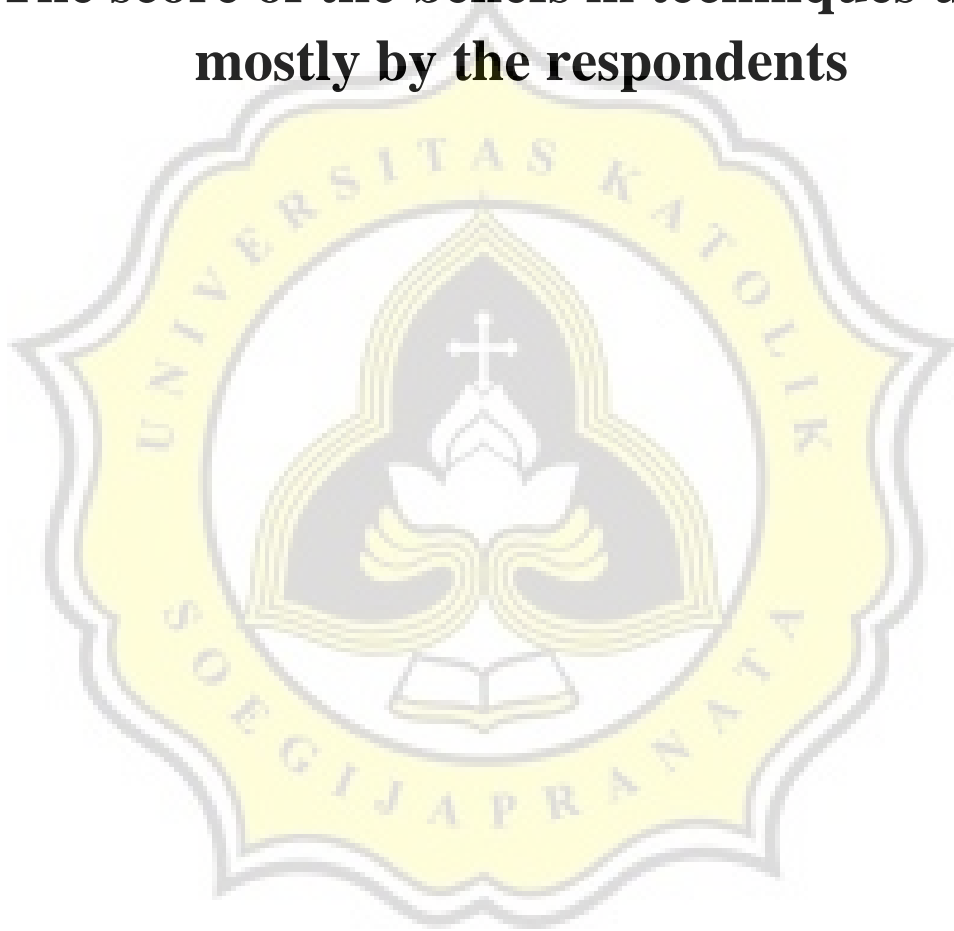 The score of the beliefs in techniques
mostly by the respondents
UNIVERSITAS KATOLIK
SOEGIJAPRANATA